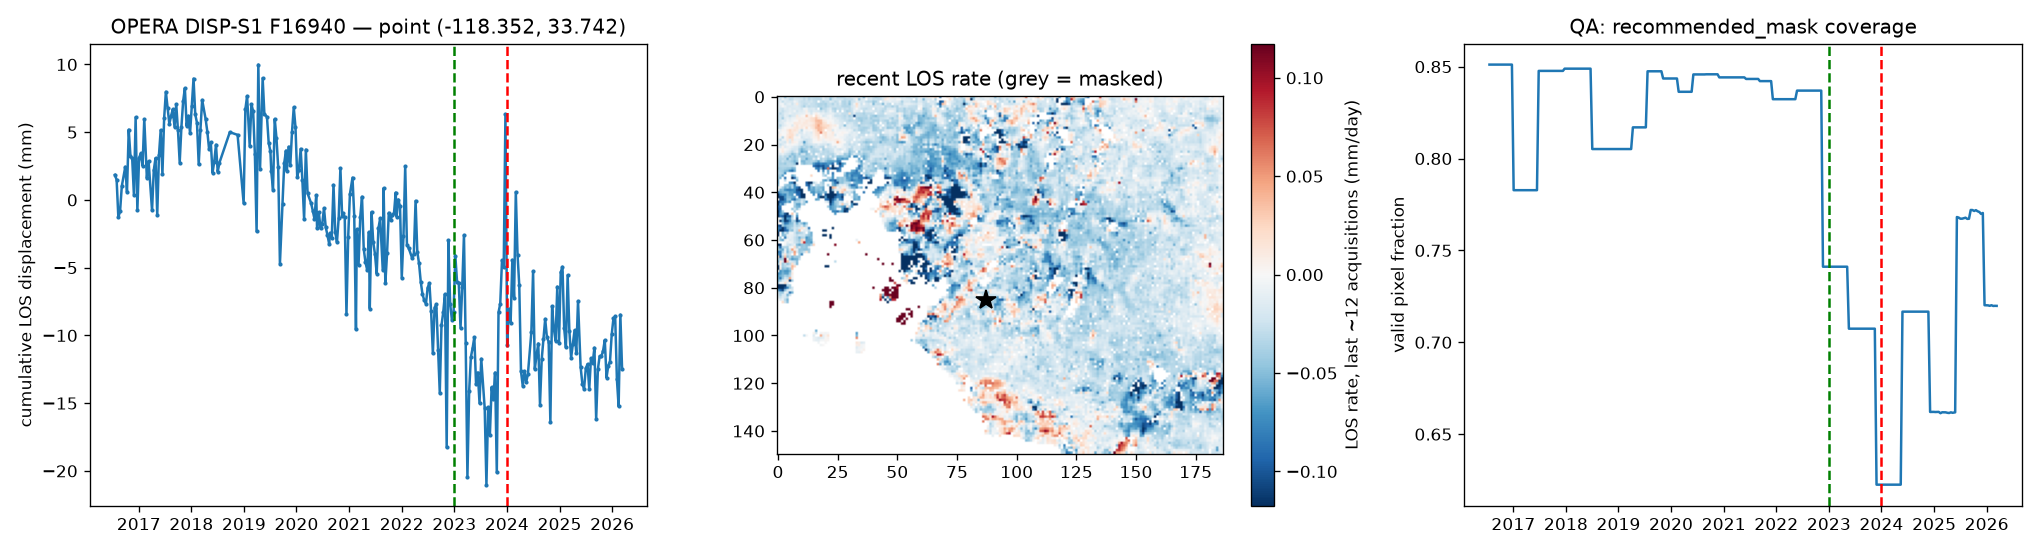 OPERA DISP-S1 F16940 — point (-118.352, 33.742)
cumulative LOS displacement (mm)
10
5
0
−5
−10
−15
−20
2017 2018 2019 2020 2021 2022 2023 2024 2025 2026
recent LOS rate (grey = masked)
0
20
40
60
80
100
120
140
0 25 50 75 100 125 150 175
0.10
0.05
0.00
−0.05
−0.10
LOS rate, last ~12 acquisitions (mm/day)
QA: recommended_mask coverage
valid pixel fraction
0.85
0.80
0.75
0.70
0.65
2017 2018 2019 2020 2021 2022 2023 2024 2025 2026